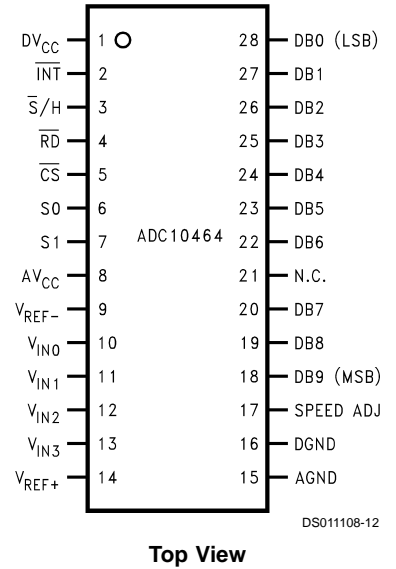 DVCC 1 28 DB0 (LSB)
I̅N̅T̅ 2 27 DB1
S̅/H 3 26 DB2
R̅D̅ 4 25 DB3
C̅S̅ 5 24 DB4
S0 6 23 DB5
S1 7 ADC10464 22 DB6
AVCC 8 21 N.C.
VREF− 9 20 DB7
VIN0 10 19 DB8
VIN1 11 18 DB9 (MSB)
VIN2 12 17 SPEED ADJ
VIN3 13 16 DGND
VREF+ 14 15 AGND
DS011108-12
Top View